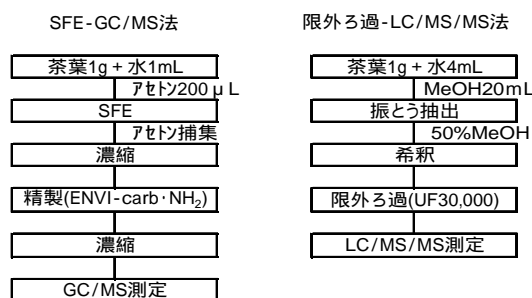 SFE-GC/MS法
茶葉1g + 水1mL
アセトン200μL
SFE
アセトン捕集
濃縮
精製(ENVI-carb・NH₂)
濃縮
GC/MS測定
限外ろ過-LC/MS/MS法
茶葉1g + 水4mL
MeOH20mL
振とう抽出
50%MeOH
希釈
限外ろ過(UF30,000)
LC/MS/MS測定